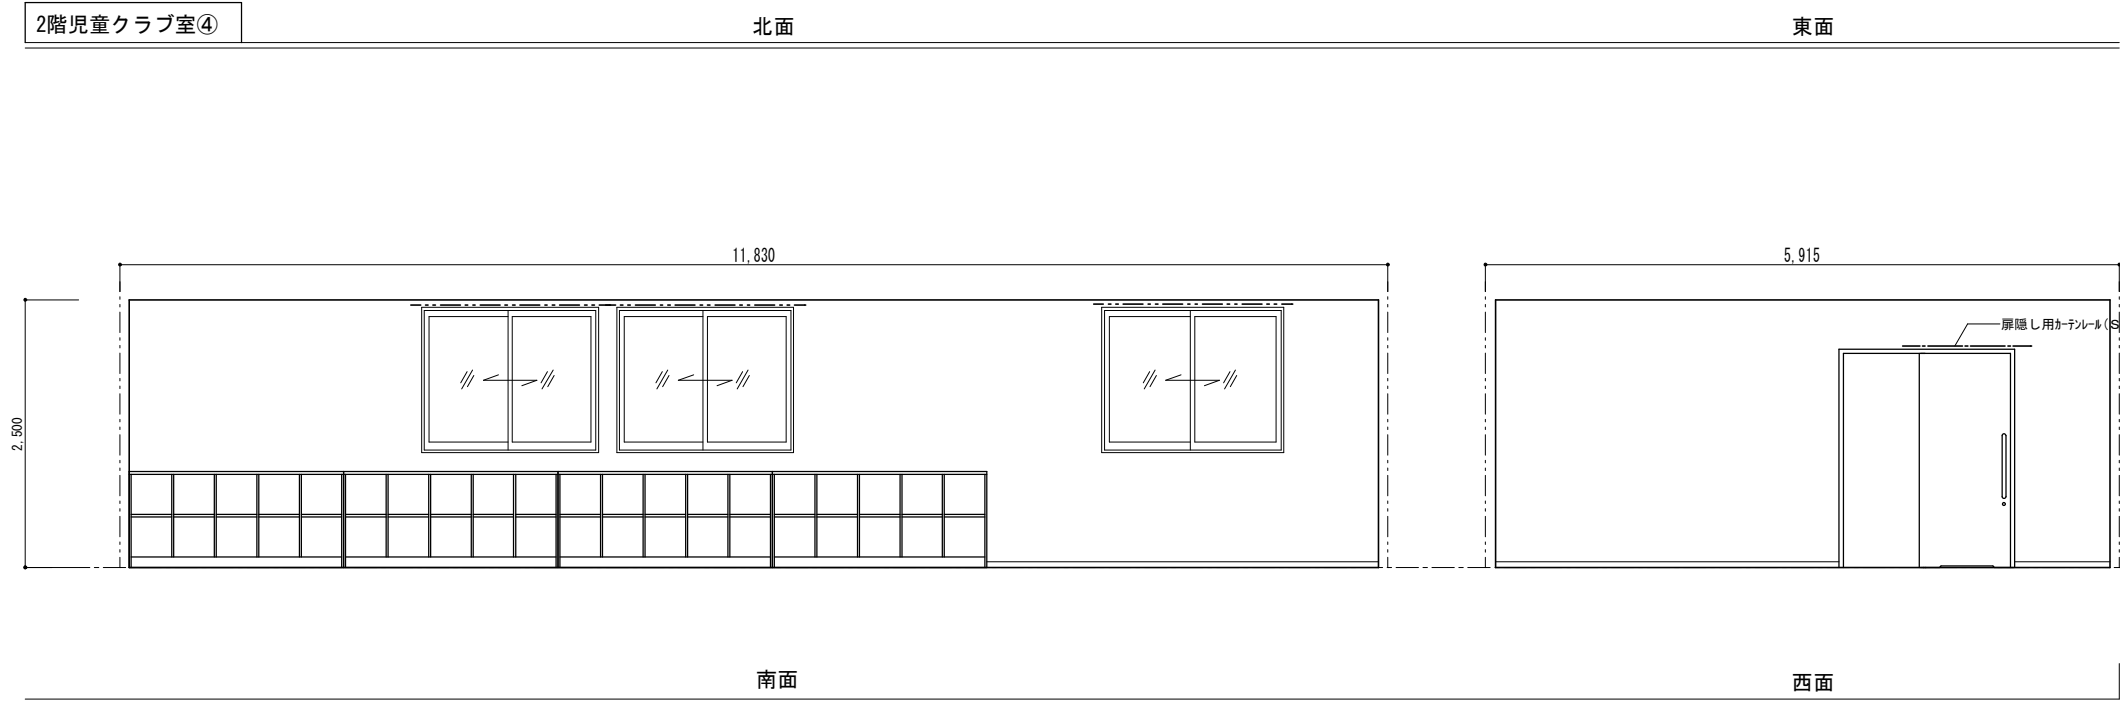 2階児童クラブ室④
北面
東面
11,830
5,915
扉隠し用ｶｰﾃﾝﾚｰﾙ(S
2,500
南面
西面